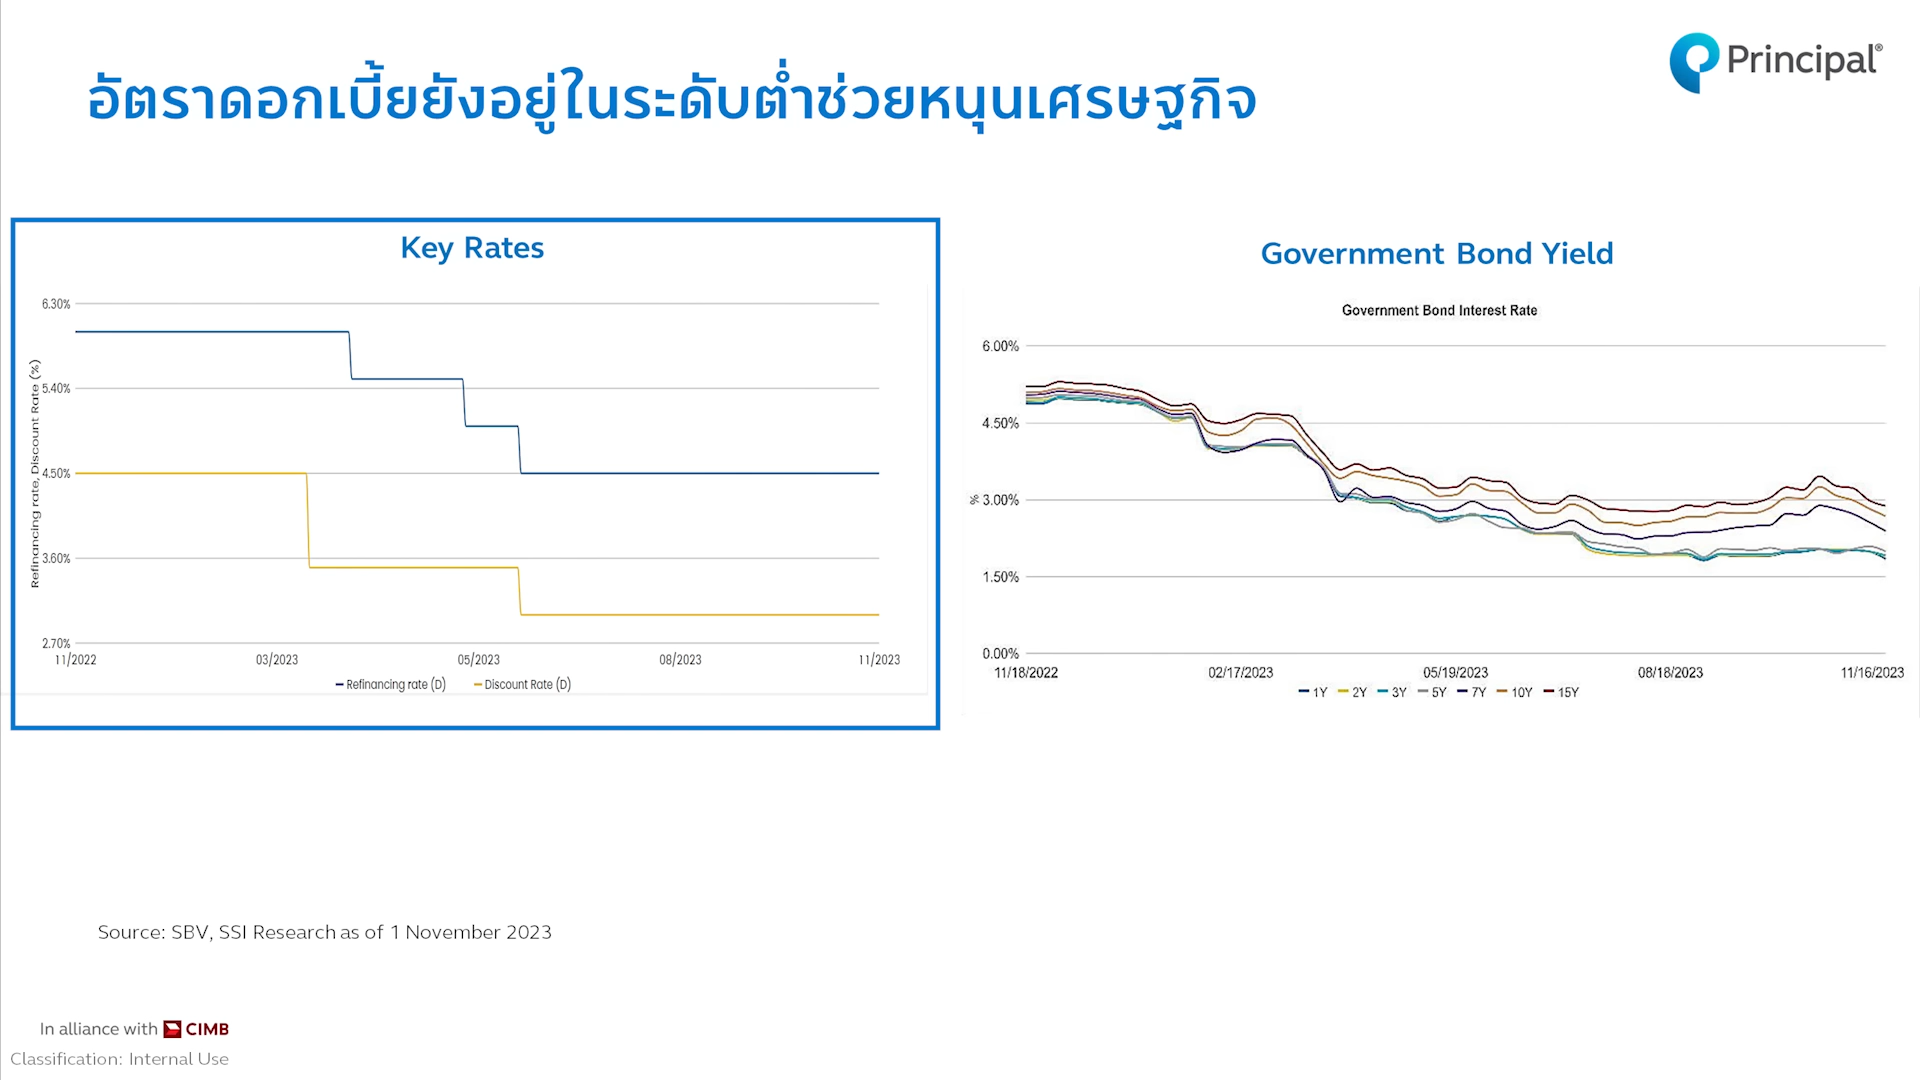 Principal®
อัตราดอกเบี้ยยังอยู่ในระดับต่ำช่วยหนุนเศรษฐกิจ
Key Rates
Refinancing rate, Discount Rate (%)
6.30%
5.40%
4.50%
3.60%
2.70%
11/2022 03/2023 05/2023 08/2023 11/2023
Refinancing rate (D) Discount Rate (D)
Government Bond Yield
Government Bond Interest Rate
%
6.00%
4.50%
3.00%
1.50%
0.00%
11/18/2022 02/17/2023 05/19/2023 08/18/2023 11/16/2023
1Y 2Y 3Y 5Y 7Y 10Y 15Y
Source: SBV, SSI Research as of 1 November 2023
In alliance with CIMB
Classification: Internal Use